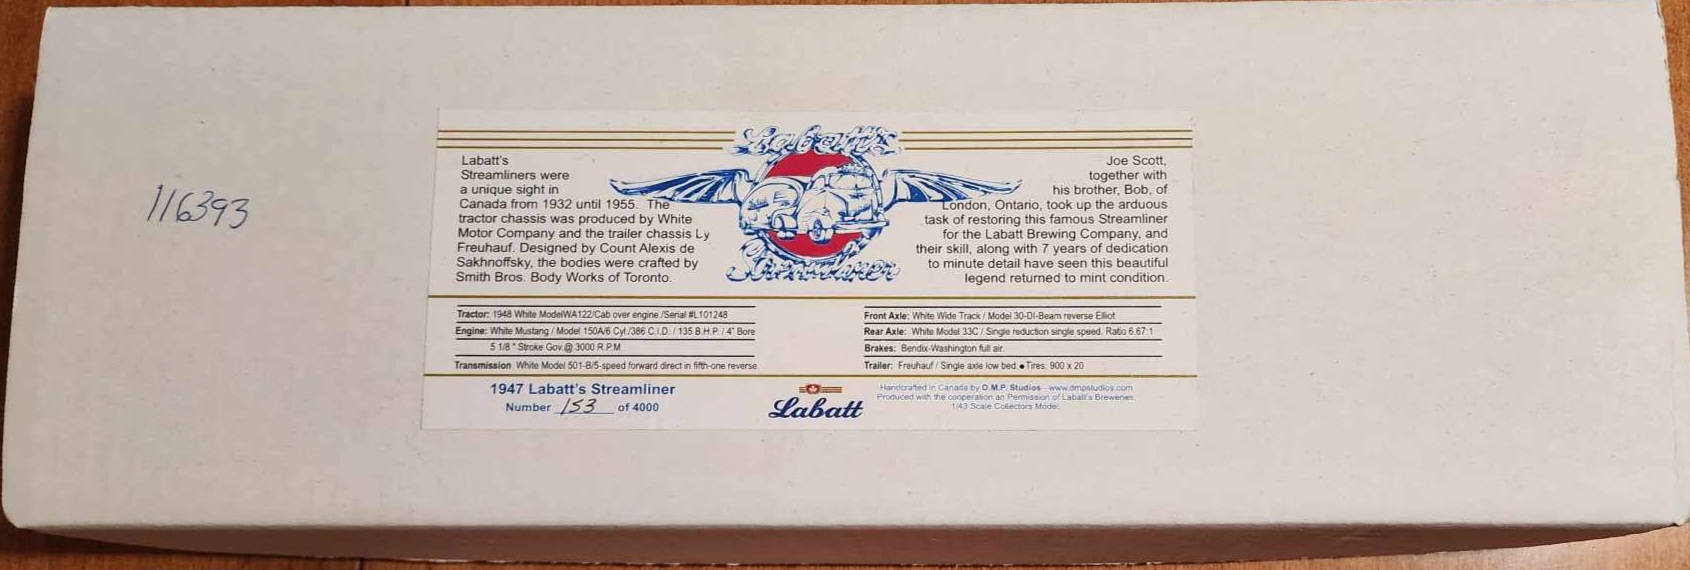 116393
Labatt's
Labatt's
Streamliners were
a unique sight in
Canada from 1932 until 1955. The
tractor chassis was produced by White
Motor Company and the trailer chassis Ly
Freuhauf. Designed by Count Alexis de
Sakhnoffsky, the bodies were crafted by
Smith Bros. Body Works of Toronto.
Streamliner
Joe Scott,
together with
his brother, Bob, of
London, Ontario, took up the arduous
task of restoring this famous Streamliner
for the Labatt Brewing Company, and
their skill, along with 7 years of dedication
to minute detail have seen this beautiful
legend returned to mint condition.
Tractor: 1948 White ModelWA122/Cab over engine /Serial #L101248
Engine: White Mustang / Model 150A/6 Cyl./386 C.I.D. / 135 B.H.P. / 4" Bore
5 1/8 " Stroke Gov.@ 3000 R.P.M.
Transmission White Model 501-B/5-speed forward direct in fifth-one reverse.
Front Axle: White Wide Track / Model 30-DI-Beam reverse Elliot
Rear Axle: White Model 33C / Single reduction single speed. Ratio 6.67:1
Brakes: Bendix-Washington full air.
Trailer: Freuhauf / Single axle low bed. ● Tires: 900 x 20
1947 Labatt's Streamliner
Number 153 of 4000
Labatt
Handcrafted in Canada by D.M.P. Studios - www.dmpstudios.com
Produced with the cooperation an Permission of Labatt's Breweries.
1/43 Scale Collectors Model.